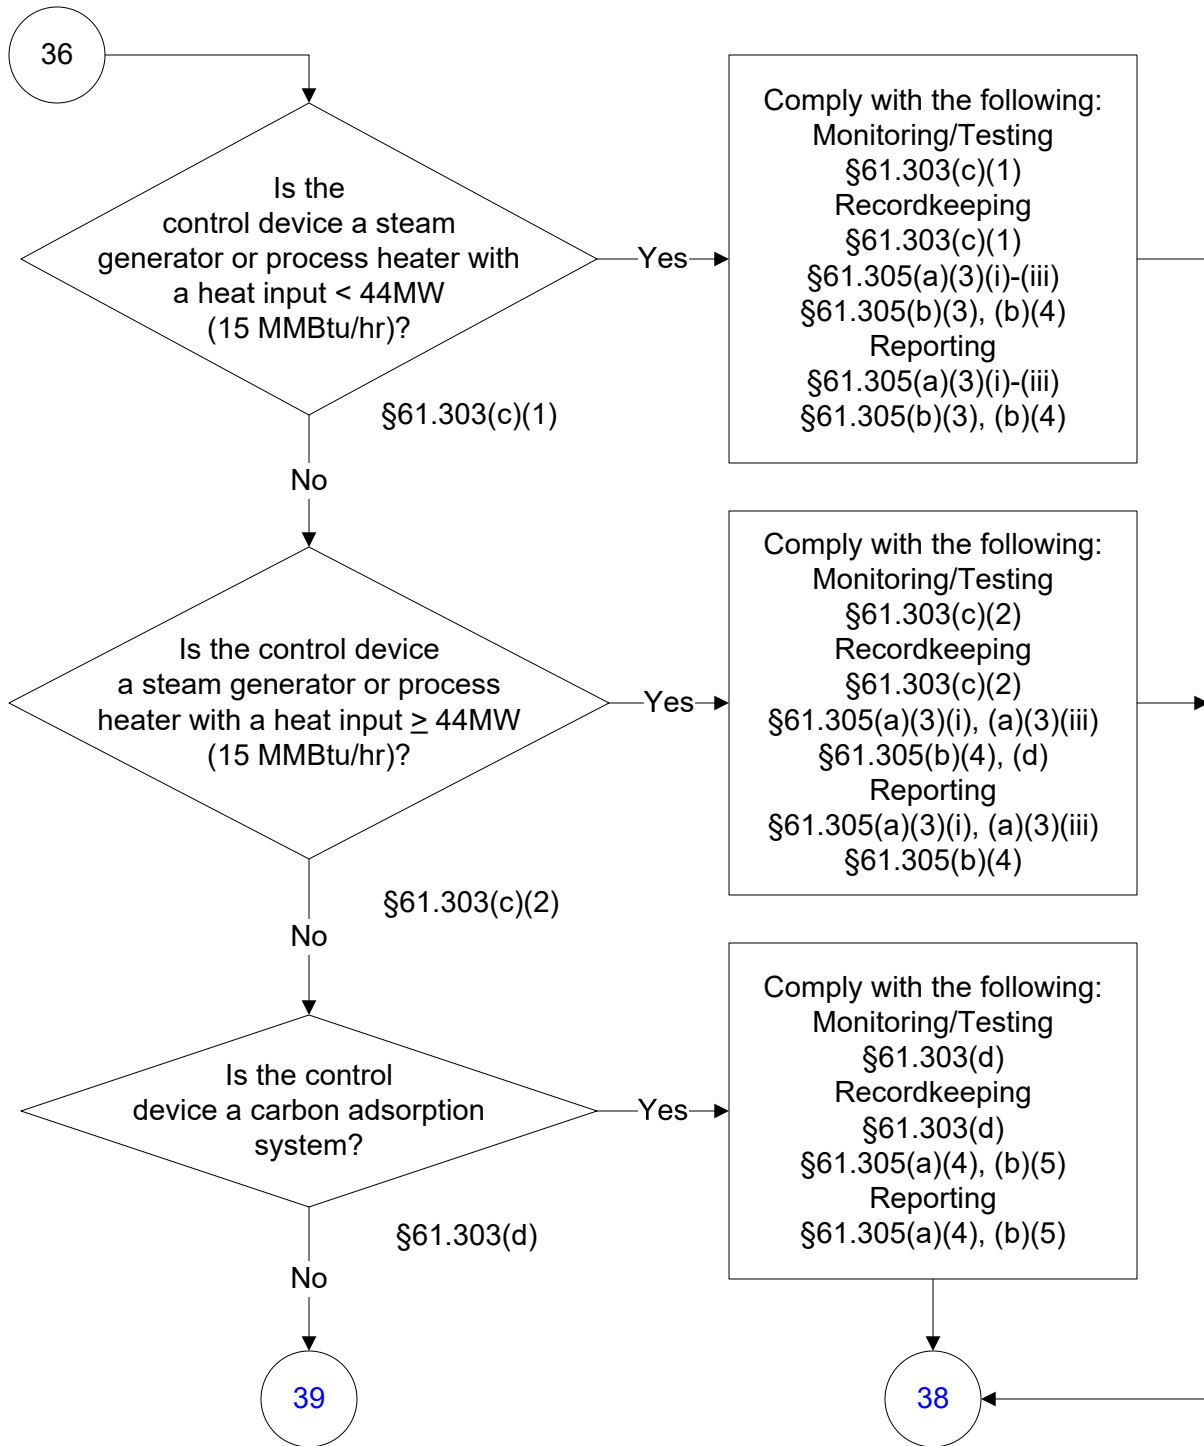 36
Is the
control device a steam
generator or process heater with
a heat input < 44MW
(15 MMBtu/hr)?
Yes
Comply with the following:
Monitoring/Testing
§61.303(c)(1)
Recordkeeping
§61.303(c)(1)
§61.305(a)(3)(i)-(iii)
§61.305(b)(3), (b)(4)
Reporting
§61.305(a)(3)(i)-(iii)
§61.305(b)(3), (b)(4)
§61.303(c)(1)
No
Is the control device
a steam generator or process
heater with a heat input ≥ 44MW
(15 MMBtu/hr)?
Yes
Comply with the following:
Monitoring/Testing
§61.303(c)(2)
Recordkeeping
§61.303(c)(2)
§61.305(a)(3)(i), (a)(3)(iii)
§61.305(b)(4), (d)
Reporting
§61.305(a)(3)(i), (a)(3)(iii)
§61.305(b)(4)
§61.303(c)(2)
No
Is the control
device a carbon adsorption
system?
Yes
Comply with the following:
Monitoring/Testing
§61.303(d)
Recordkeeping
§61.303(d)
§61.305(a)(4), (b)(5)
Reporting
§61.305(a)(4), (b)(5)
§61.303(d)
No
39
38